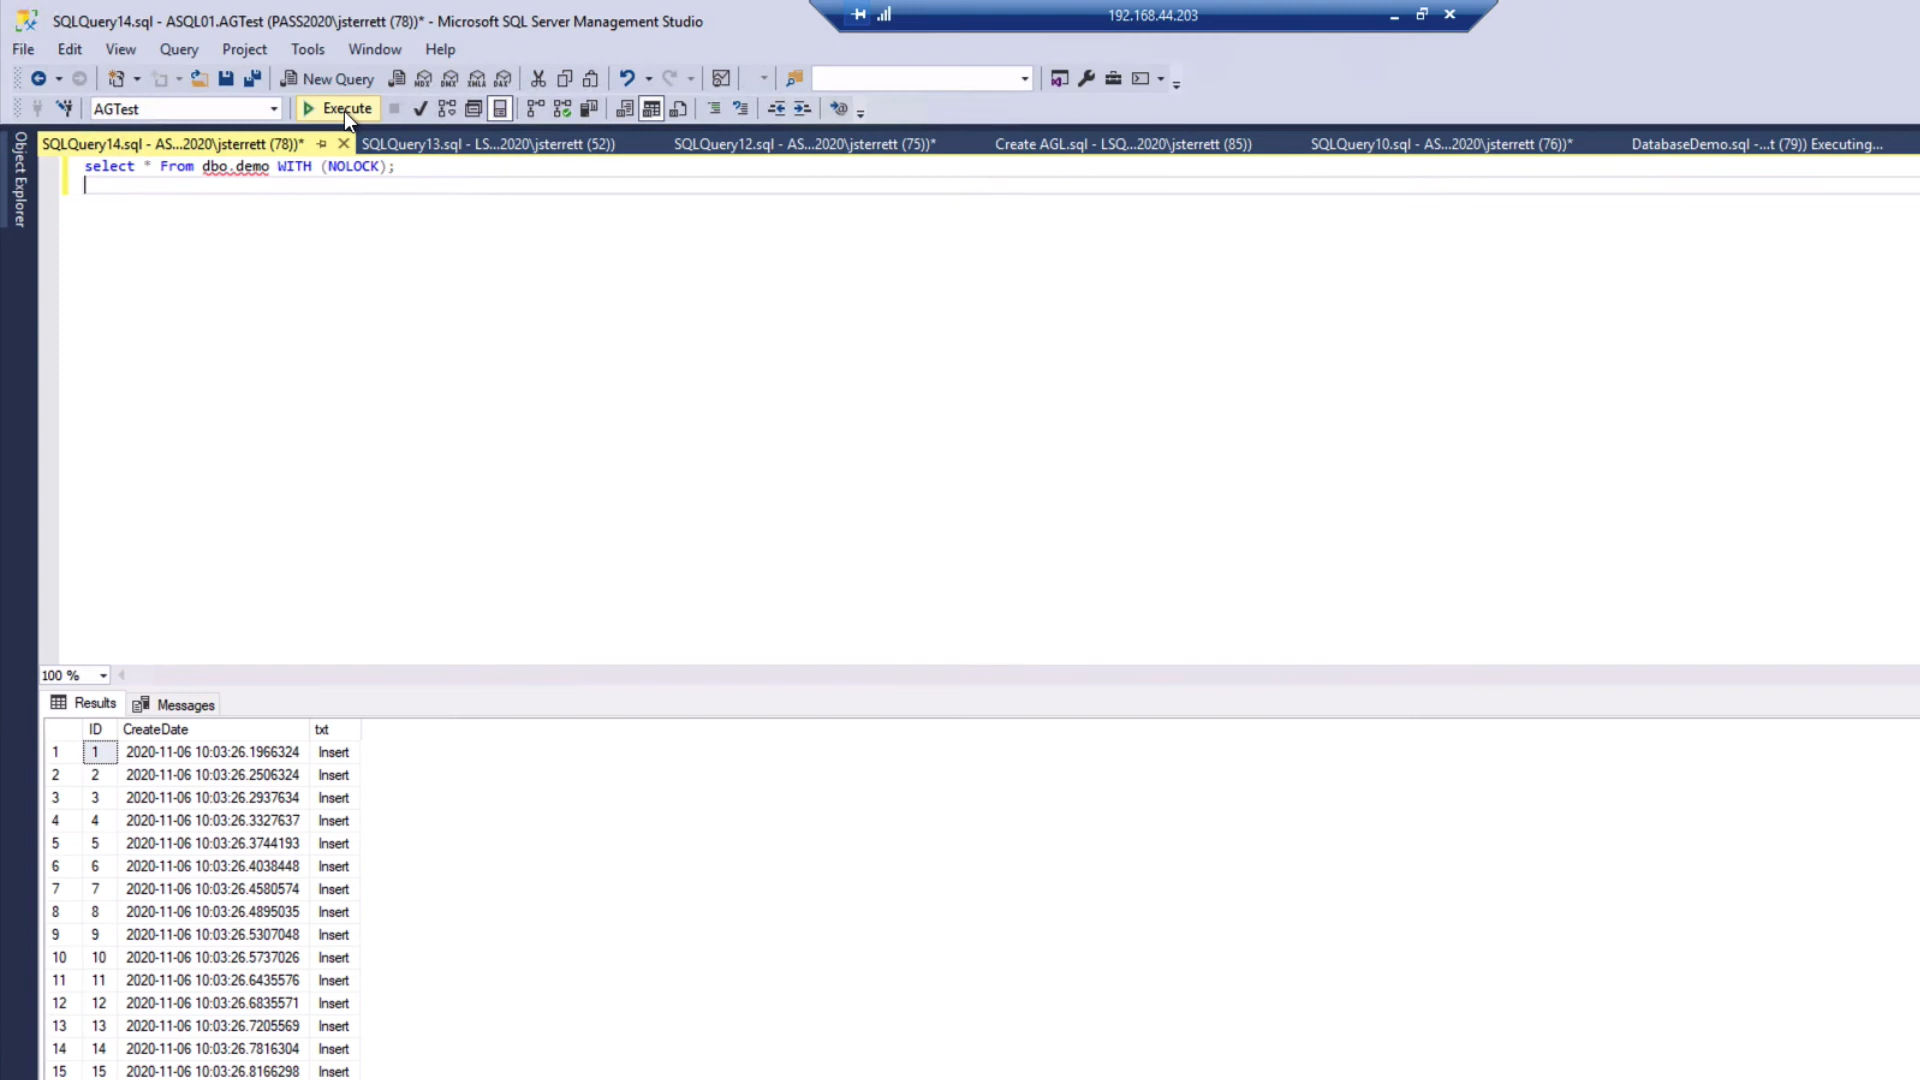 SQLQuery14.sql - ASQL01.AGTest (PASS2020\jsterrett (78))* - Microsoft SQL Server Management Studio
192.168.44.203
File Edit View Query Project Tools Window Help
New Query
MDX DMX XMLA DAX
AGTest Execute
SQLQuery14.sql - AS...2020\jsterrett (78))* SQLQuery13.sql - LS...2020\jsterrett (52)) SQLQuery12.sql - AS...2020\jsterrett (75))* Create AGL.sql - LSQ...2020\jsterrett (85)) SQLQuery10.sql - AS...2020\jsterrett (76))* DatabaseDemo.sql -...t (79)) Executing...
Object Explorer
select * From dbo.demo WITH (NOLOCK);
100 %
Results Messages
ID CreateDate txt
1 1 2020-11-06 10:03:26.1966324 Insert
2 2 2020-11-06 10:03:26.2506324 Insert
3 3 2020-11-06 10:03:26.2937634 Insert
4 4 2020-11-06 10:03:26.3327637 Insert
5 5 2020-11-06 10:03:26.3744193 Insert
6 6 2020-11-06 10:03:26.4038448 Insert
7 7 2020-11-06 10:03:26.4580574 Insert
8 8 2020-11-06 10:03:26.4895035 Insert
9 9 2020-11-06 10:03:26.5307048 Insert
10 10 2020-11-06 10:03:26.5737026 Insert
11 11 2020-11-06 10:03:26.6435576 Insert
12 12 2020-11-06 10:03:26.6835571 Insert
13 13 2020-11-06 10:03:26.7205569 Insert
14 14 2020-11-06 10:03:26.7816304 Insert
15 15 2020-11-06 10:03:26.8166298 Insert